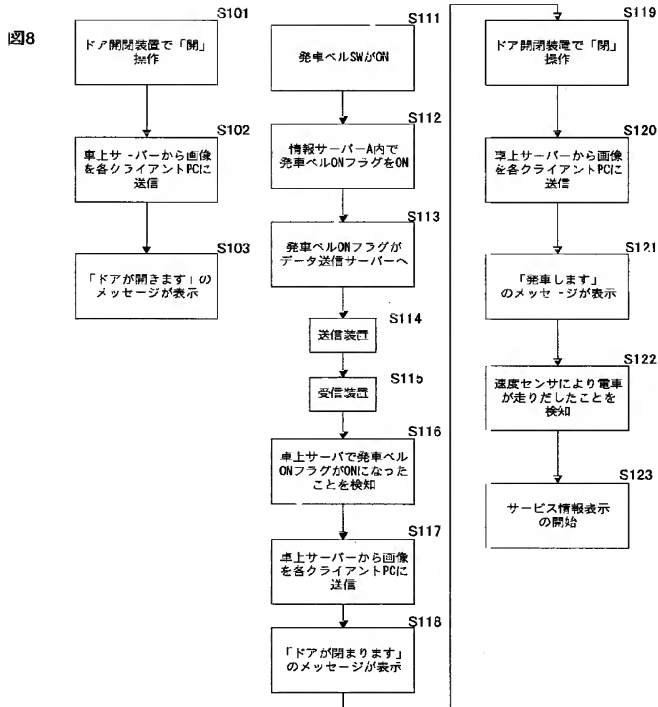 図8
S101
ドア開閉装置で「開」
操作
S102
車上サーバーから画像
を各クライアントPCに
送信
S103
「ドアが開きます」の
メッセージが表示
S111
発車ベルSWがON
S112
情報サーバーA内で
発車ベルONフラグをON
S113
発車ベルONフラグが
データ送信サーバーへ
S114
送信装置
S115
受信装置
S116
車上サーバで発車ベル
ONフラグがONになった
ことを検知
S117
車上サーバーから画像
を各クライアントPCに
送信
S118
「ドアが閉まります」
のメッセージが表示
S119
ドア開閉装置で「閉」
操作
S120
車上サーバーから画像
を各クライアントPCに
送信
S121
「発車します」
のメッセージが表示
S122
速度センサにより電車
が走りだしたことを
検知
S123
サービス情報表示
の開始